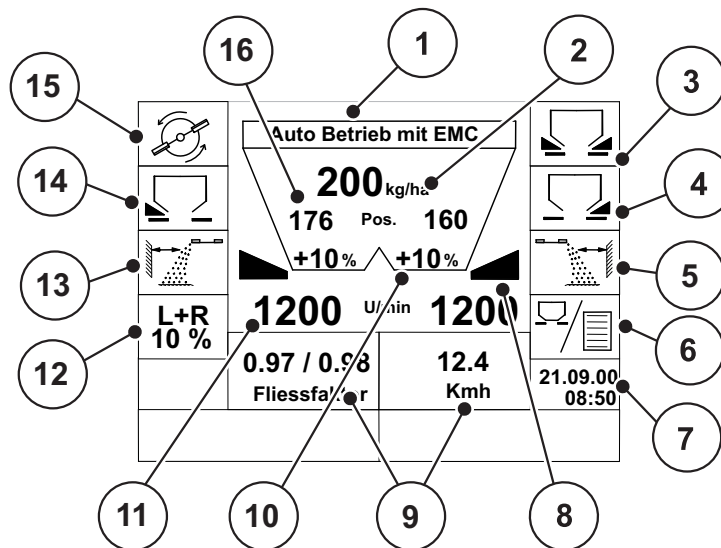 1
2
16
15
3
Auto Betrieb mit EMC
200 kg/ha
176 Pos. 160
14
4
+10 % +10 %
13
5
1200 U/min 1200
L+R
10 %
12
6
0.97 / 0.98
12.4
Fliessfaktor
Kmh
21.09.00
08:50
7
11
10
9
8